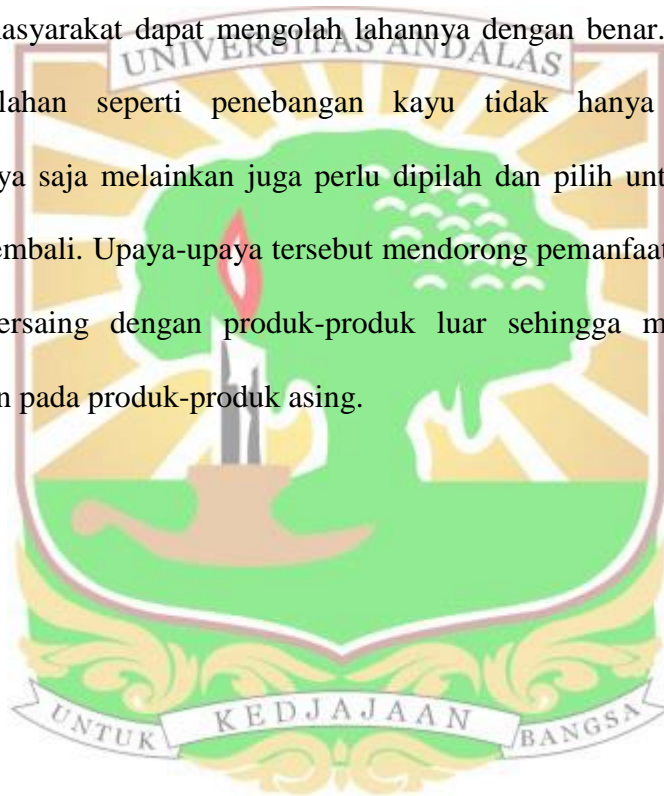 asyarakat dapat mengolah lahannya dengan benar.
UNIVERSITAS ANDALAS
lahan seperti penebangan kayu tidak hanya
ya saja melainkan juga perlu dipilah dan pilih unt
embali. Upaya-upaya tersebut mendorong pemanfaat
ersaing dengan produk-produk luar sehingga m
n pada produk-produk asing.
UNTUK KEDJAJAAN BANGSA